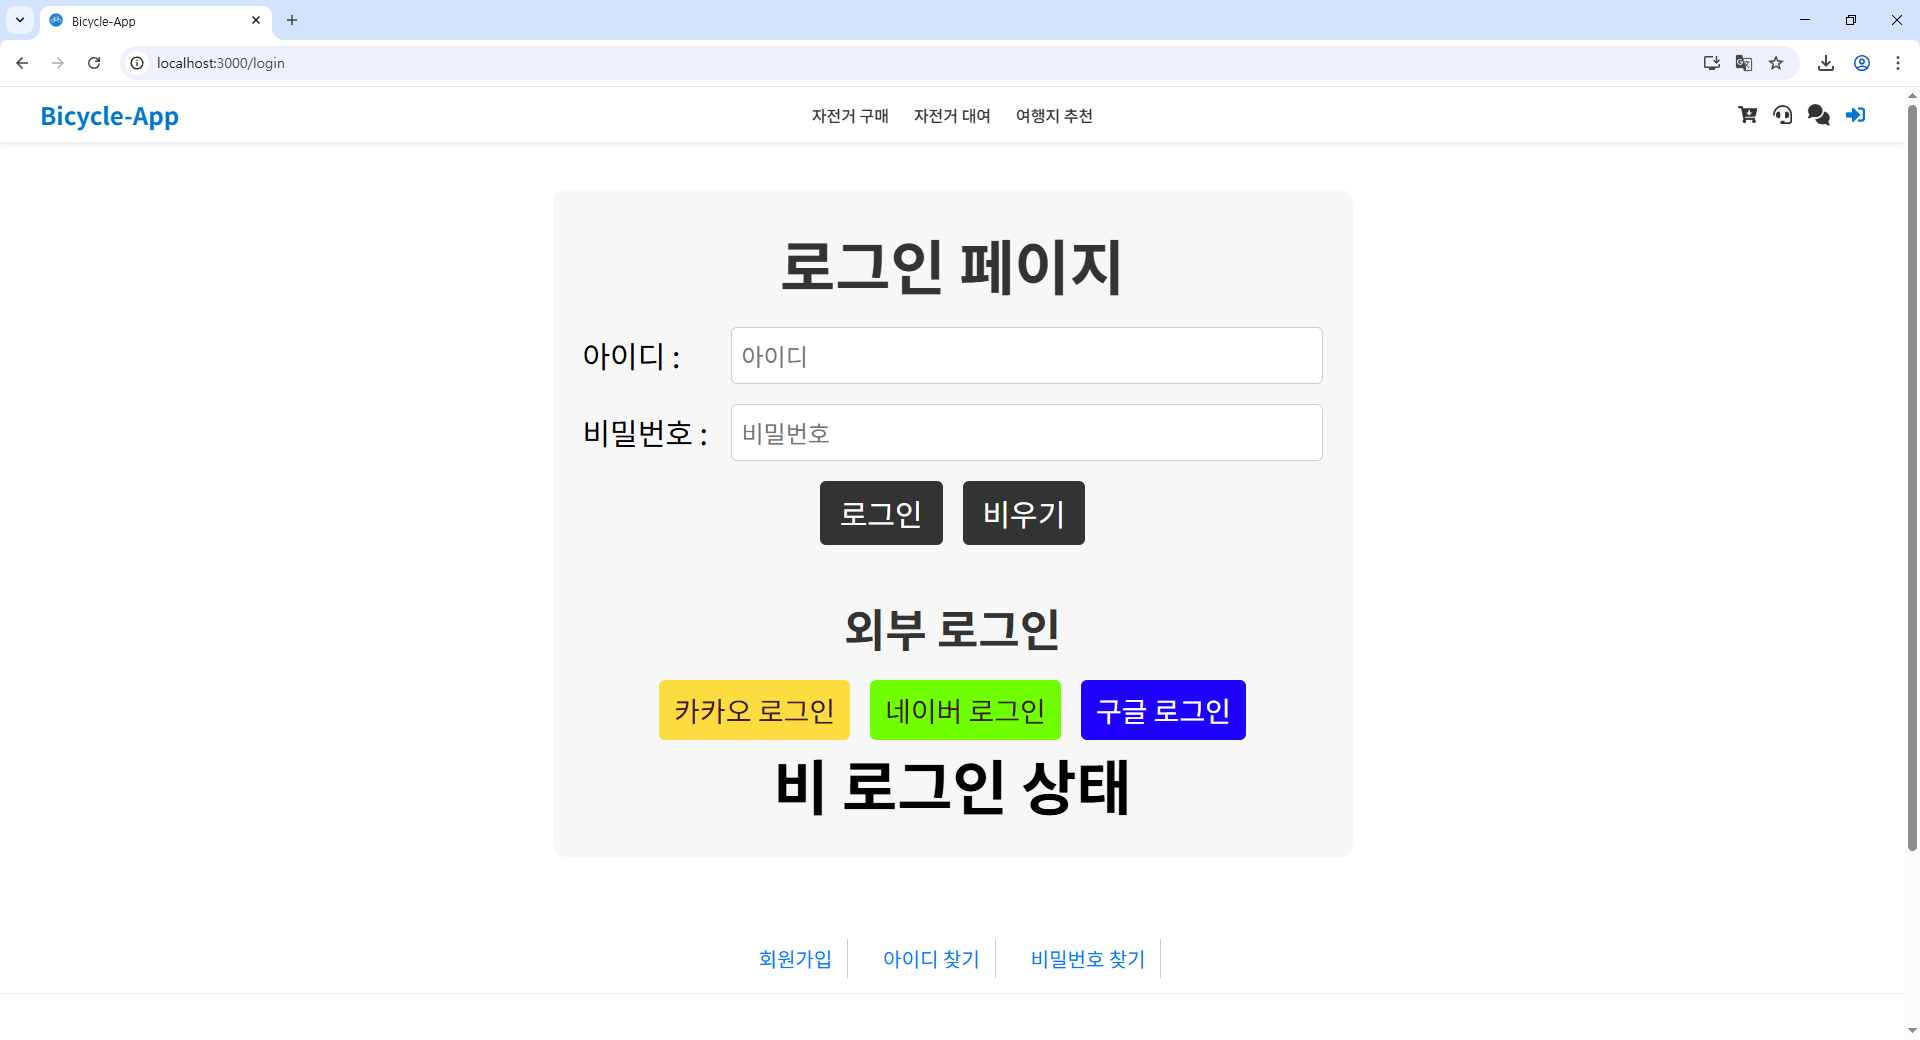 Bicycle-App
localhost:3000/login
Bicycle-App
자전거 구매 자전거 대여 여행지 추천
로그인 페이지
아이디 : 아이디
비밀번호 : 비밀번호
로그인 비우기
외부 로그인
카카오 로그인 네이버 로그인 구글 로그인
비 로그인 상태
회원가입 아이디 찾기 비밀번호 찾기